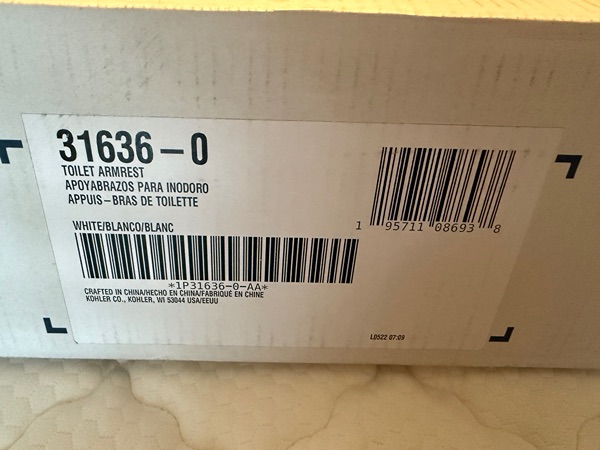 31636-0
TOILET ARMREST
APOYABRAZOS PARA INODORO
APPUIS-BRAS DE TOILETTE
WHITE/BLANCO/BLANC
1 95711 08693 8
*1P31636-0-AA*
CRAFTED IN CHINA/HECHO EN CHINA/FABRIQUÉ EN CHINE
KOHLER CO., KOHLER, WI 53044 USA/EEUU
L0522 07:09